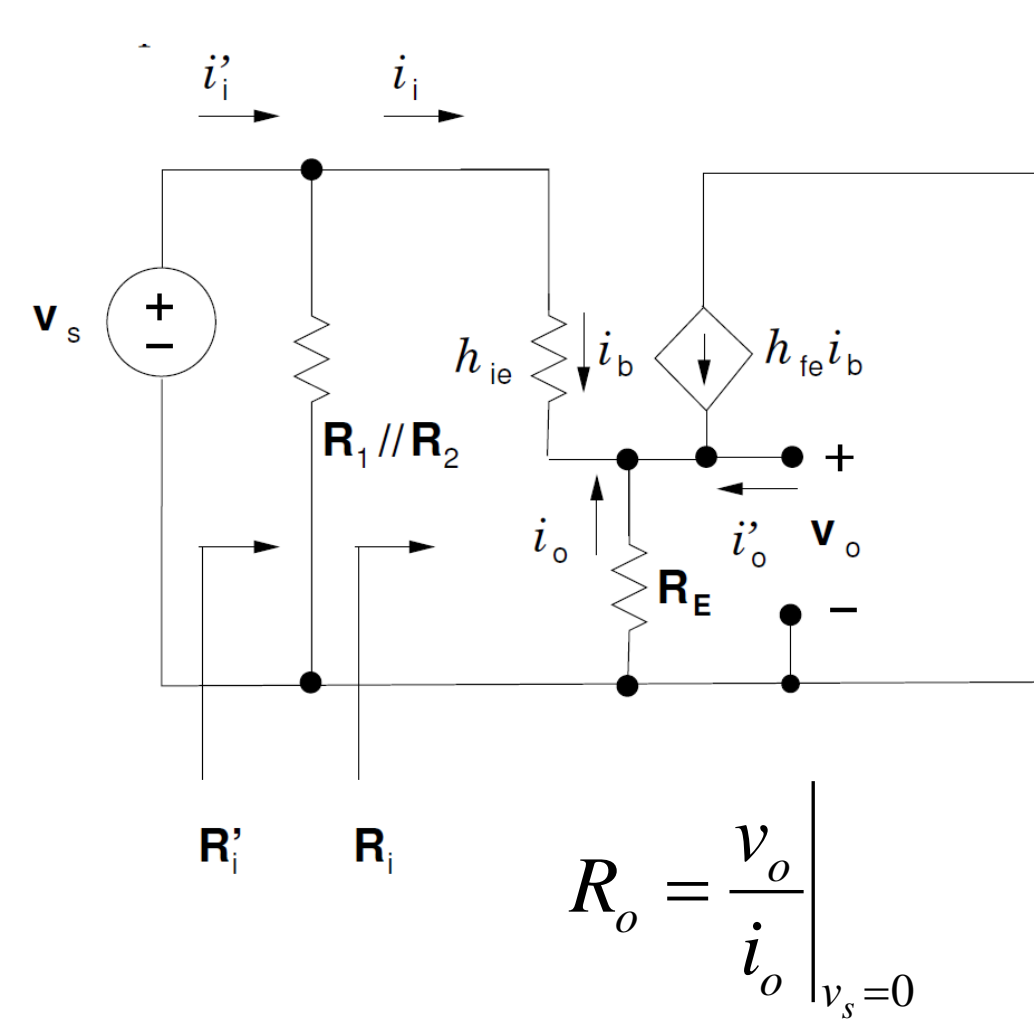 i'i ii
+
−
vs
hie ib hfeib
R1//R2
+
io i'o vo
RE
−
R'i Ri
Ro = vo/io |vs=0